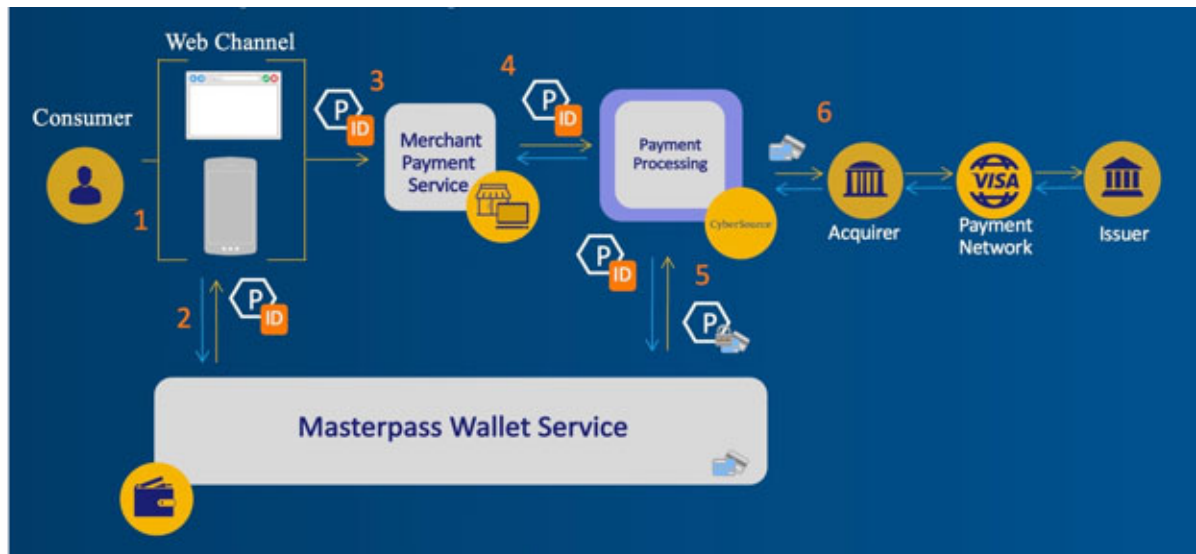 Web Channel
Consumer
1
2
P
ID
3
P
ID
Merchant
Payment
Service
4
P
ID
Payment
Processing
CyberSource
P
ID
5
P
6
Acquirer
VISA
Payment
Network
Issuer
Masterpass Wallet Service